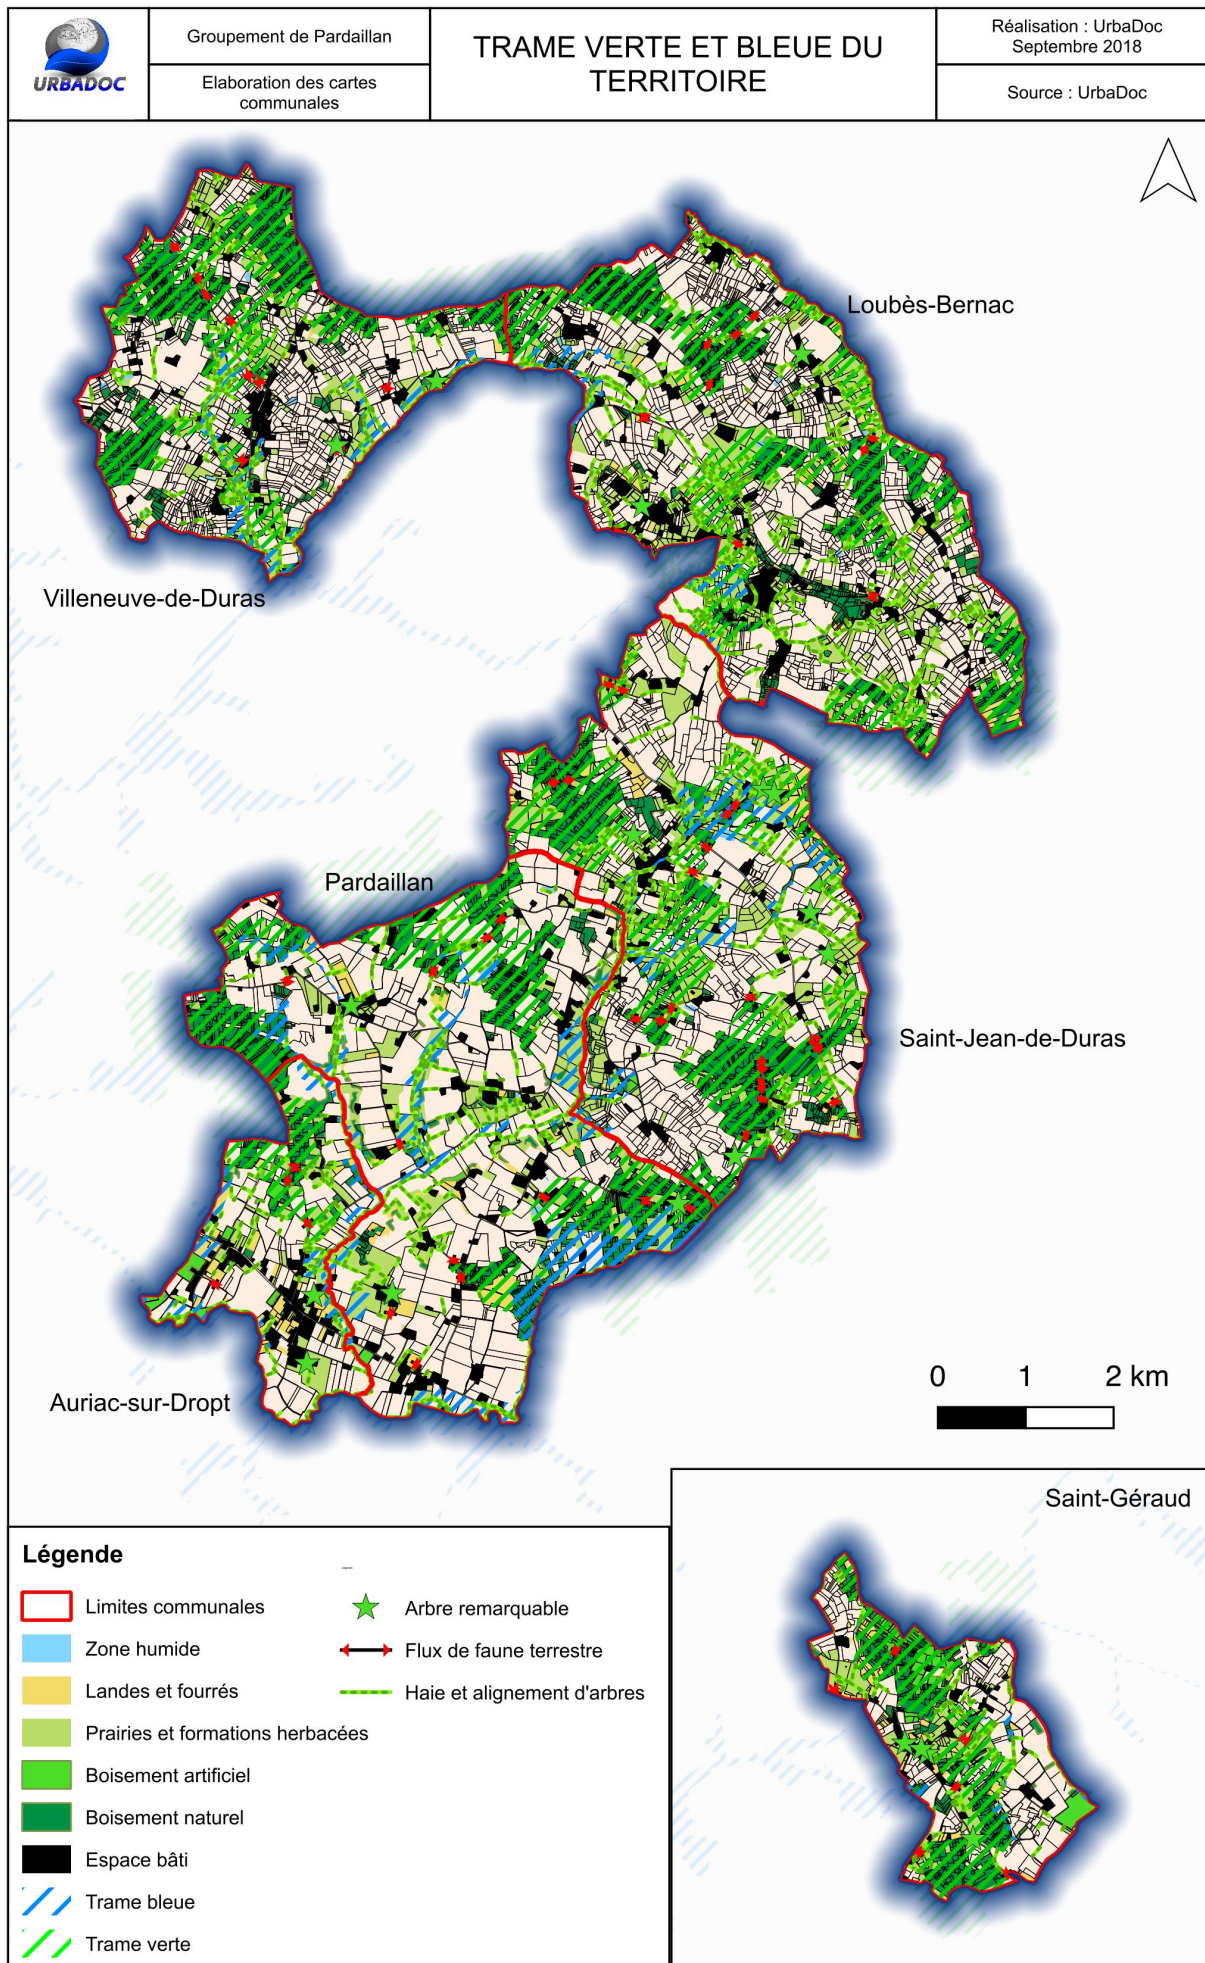 URBADOC
Groupement de Pardaillan
Elaboration des cartes
communales
TRAME VERTE ET BLEUE DU
TERRITOIRE
Réalisation : UrbaDoc
Septembre 2018
Source : UrbaDoc
Loubès-Bernac
Villeneuve-de-Duras
Pardaillan
Saint-Jean-de-Duras
Auriac-sur-Dropt
0 1 2 km
Saint-Géraud
Légende
Limites communales
Zone humide
Landes et fourrés
Prairies et formations herbacées
Boisement artificiel
Boisement naturel
Espace bâti
Trame bleue
Trame verte
Arbre remarquable
Flux de faune terrestre
Haie et alignement d'arbres